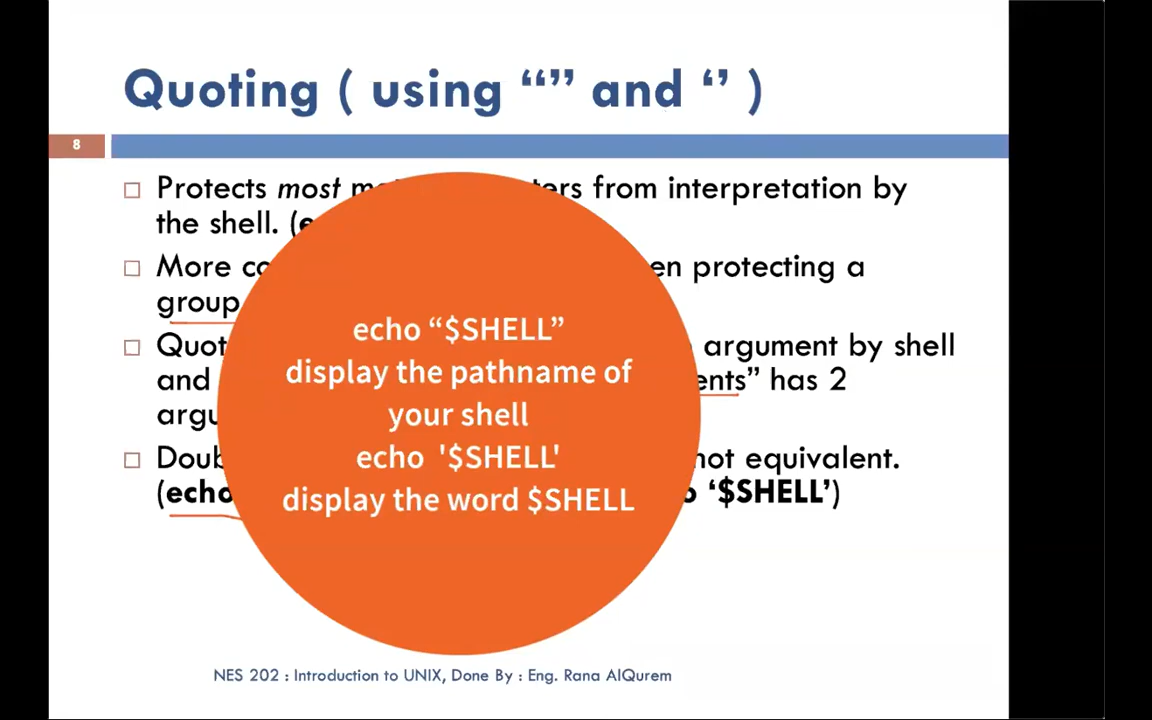 Quoting ( using “” and ‘’ )
8
Protects most ters from interpretation by
the shell. (
More en protecting a
group
Quot argument by shell
and ents” has 2
argu
Doub not equivalent.
(echo ‘$SHELL’)
echo “$SHELL”
display the pathname of
your shell
echo '$SHELL'
display the word $SHELL
NES 202 : Introduction to UNIX, Done By : Eng. Rana AlQurem